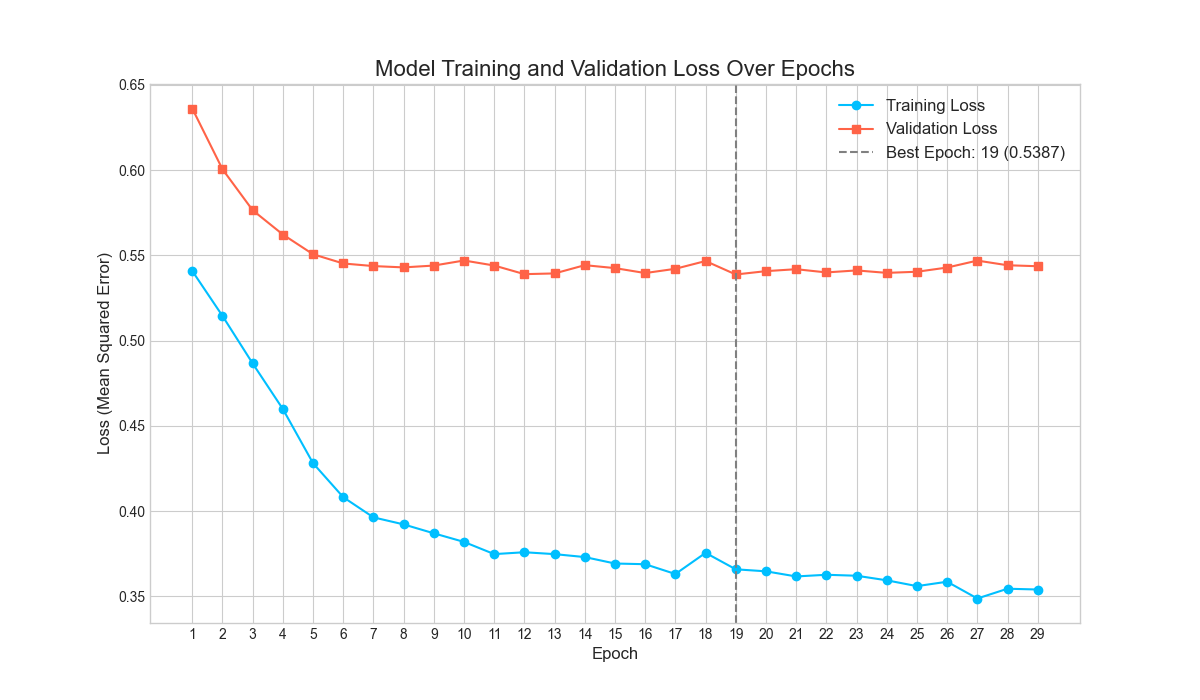 Model Training and Validation Loss Over Epochs
Training Loss
Validation Loss
Best Epoch: 19 (0.5387)
Loss (Mean Squared Error)
0.65
0.60
0.55
0.50
0.45
0.40
0.35
1 2 3 4 5 6 7 8 9 10 11 12 13 14 15 16 17 18 19 20 21 22 23 24 25 26 27 28 29
Epoch